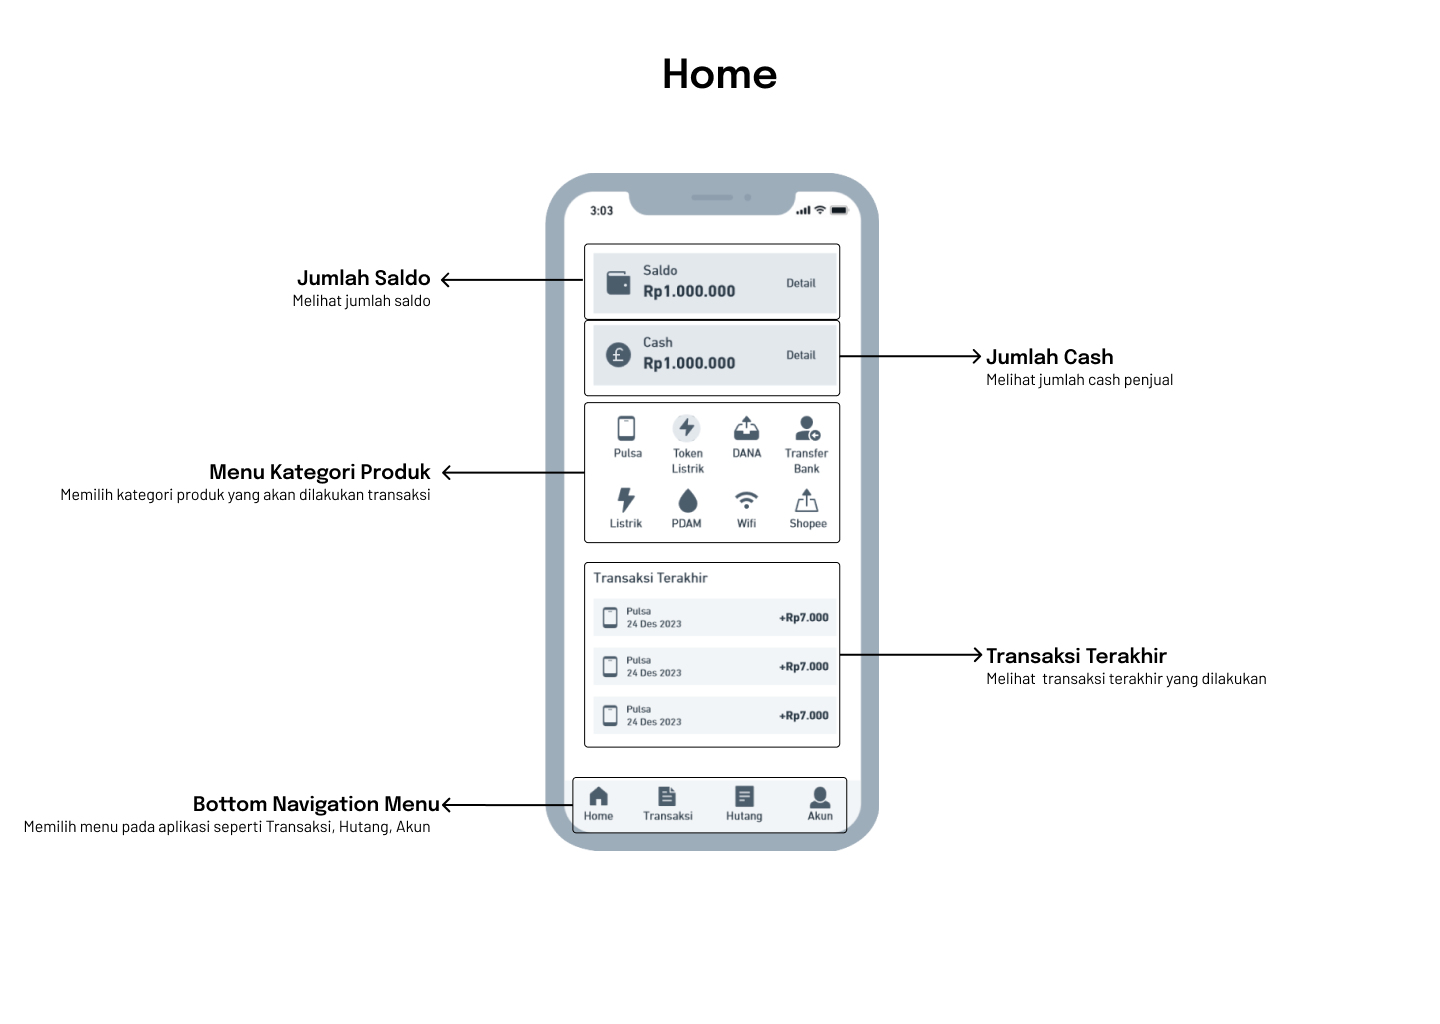 Home
3:03
Saldo
Rp1.000.000
Detail
Jumlah Saldo
Melihat jumlah saldo
Cash
Rp1.000.000
Detail
Jumlah Cash
Melihat jumlah cash penjual
Pulsa
Token
Listrik
DANA
Transfer
Bank
Menu Kategori Produk
Memilih kategori produk yang akan dilakukan transaksi
Listrik
PDAM
Wifi
Shopee
Transaksi Terakhir
Pulsa
24 Des 2023
+Rp7.000
Pulsa
24 Des 2023
+Rp7.000
Pulsa
24 Des 2023
+Rp7.000
Transaksi Terakhir
Melihat  transaksi terakhir yang dilakukan
Bottom Navigation Menu
Memilih menu pada aplikasi seperti Transaksi, Hutang, Akun
Home
Transaksi
Hutang
Akun